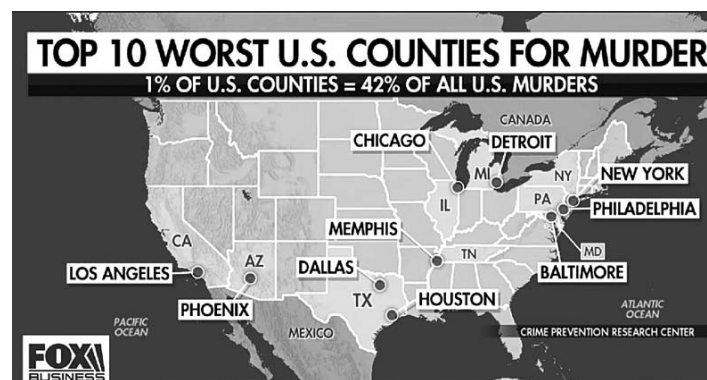 TOP 10 WORST U.S. COUNTIES FOR MURDER
1% OF U.S. COUNTIES = 42% OF ALL U.S. MURDERS
CANADA
CHICAGO
DETROIT
MI
NY
NEW YORK
IL
PA
PHILADELPHIA
MEMPHIS
CA
TN
MD
AZ
DALLAS
BALTIMORE
LOS ANGELES
TX
HOUSTON
PHOENIX
ATLANTIC
OCEAN
PACIFIC
OCEAN
MEXICO
CRIME PREVENTION RESEARCH CENTER
FOX
BUSINESS